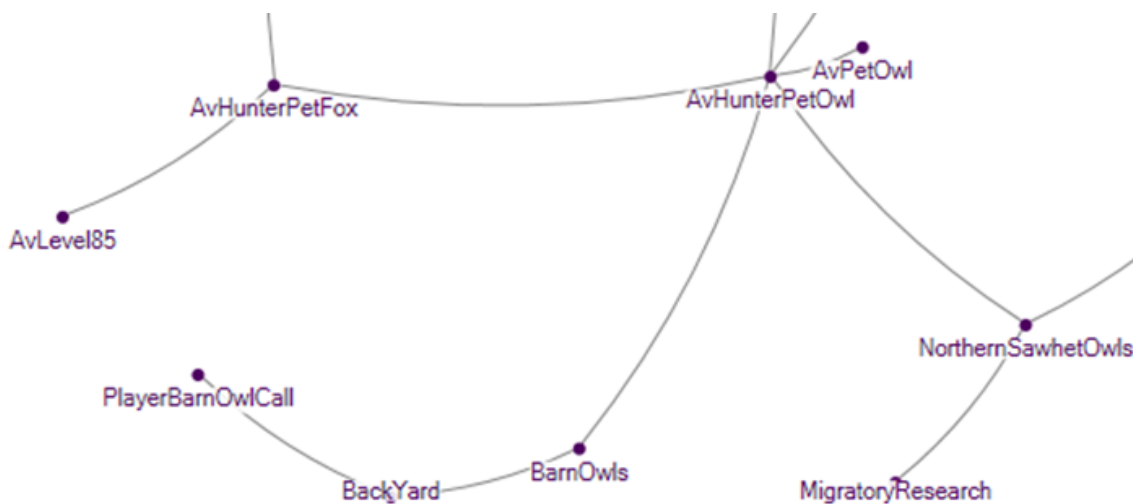 AvPetOwl
AvHunterPetFox
AvHunterPetOwl
AvLevel85
NorthernSawhetOwls
PlayerBarnOwlCall
BarnOwls
BackYard
MigratoryResearch